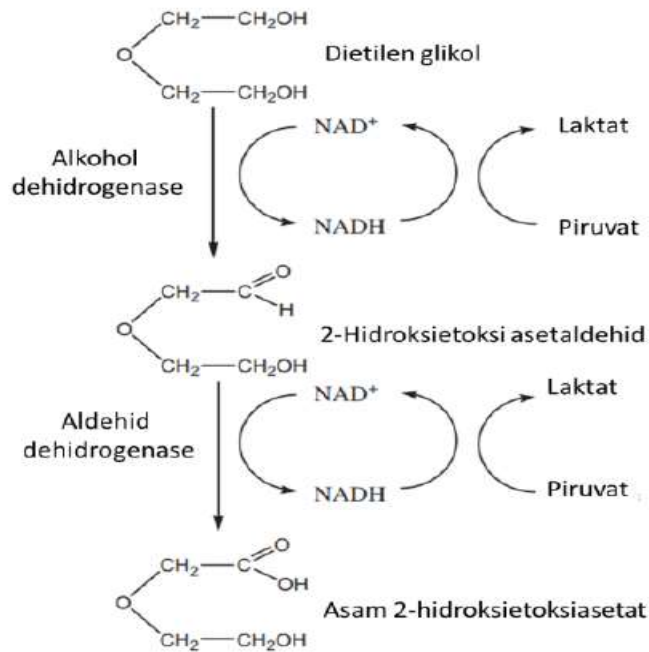 CH₂—CH₂OH
O
Dietilen glikol
CH₂—CH₂OH
NAD⁺
Laktat
Alkohol
dehidrogenase
NADH
Piruvat
O
CH₂—C
H
O
2-Hidroksietoksi asetaldehid
CH₂—CH₂OH
NAD⁺
Laktat
Aldehid
dehidrogenase
NADH
Piruvat
O
CH₂—C
OH
O
Asam 2-hidroksietoksiasetat
CH₂—CH₂OH